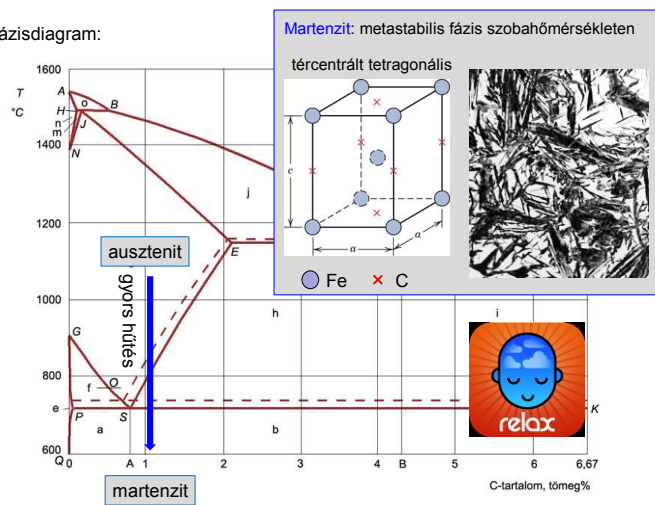 ázisdiagram:
Martenzit: metastabilis fázis szobahőmérsékleten
tércentrált tetragonális
c
a
a
Fe
C
T
°C
1600
1400
1200
1000
800
600
A
H
o
B
n
J
m
N
j
E
ausztenit
gyors hűtés
h
i
G
f
O
e
P
S
K
a
b
Q
relax
0
A
1
2
3
4
B
5
6
6,67
C-tartalom, tömeg%
martenzit